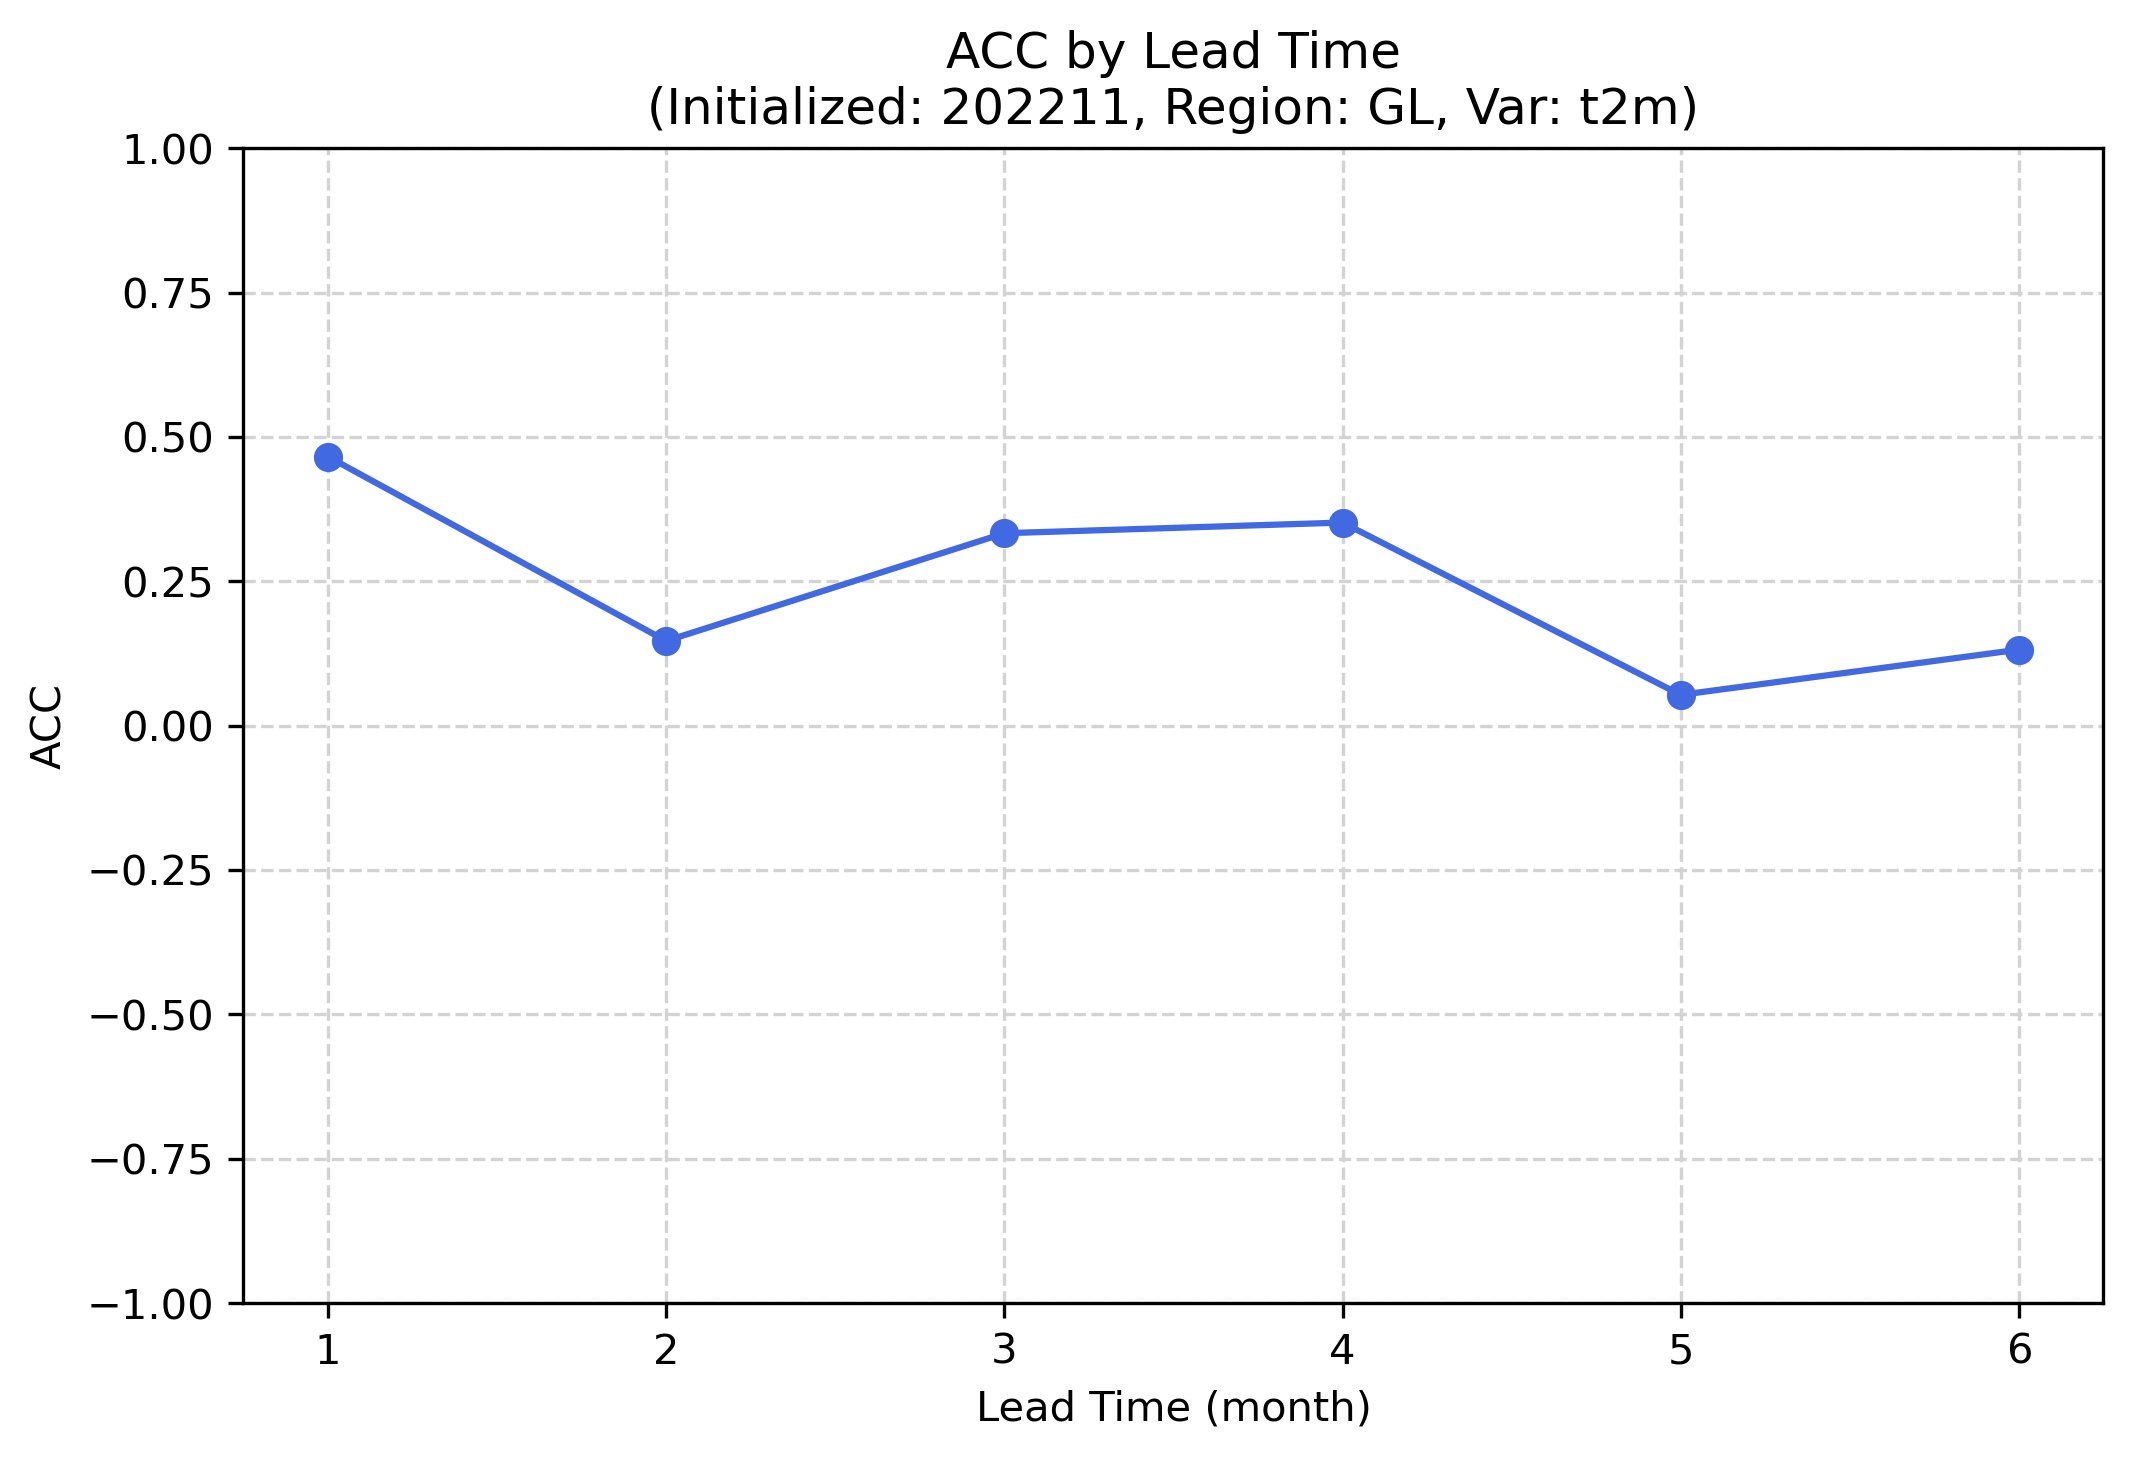 ACC by Lead Time
(Initialized: 202211, Region: GL, Var: t2m)
1.00
0.75
0.50
0.25
0.00
−0.25
−0.50
−0.75
−1.00
ACC
1 2 3 4 5 6
Lead Time (month)